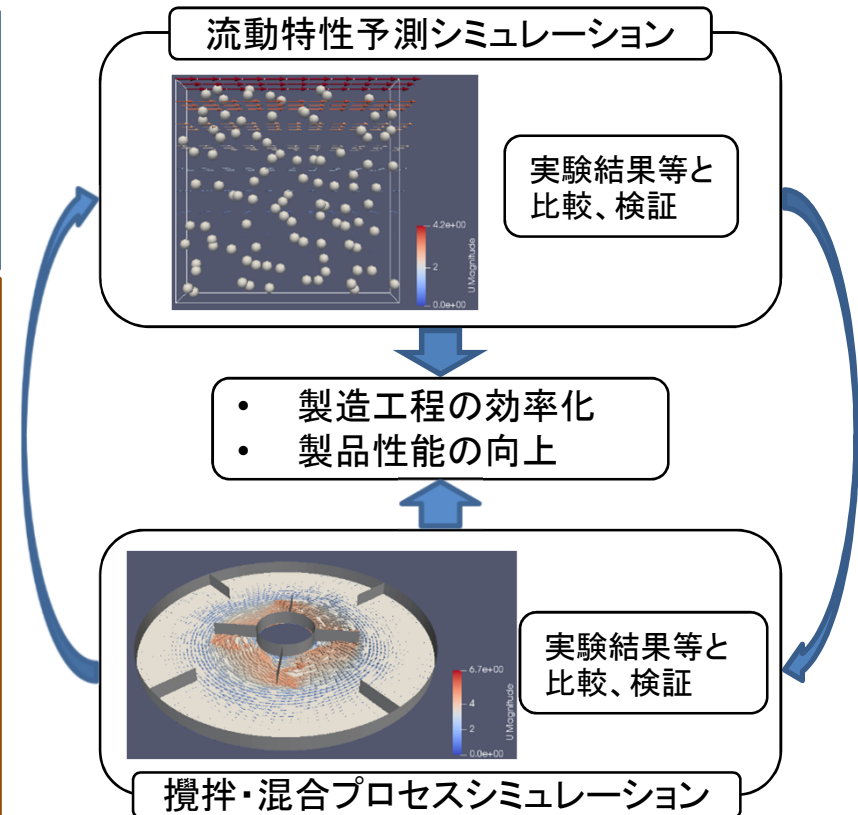 流動特性予測シミュレーション
実験結果等と
比較、検証
4.2e+00
2
0.0e+00
U Magnitude
• 製造工程の効率化
• 製品性能の向上
実験結果等と
比較、検証
6.7e+00
4
2
0.0e+00
U Magnitude
攪拌・混合プロセスシミュレーション